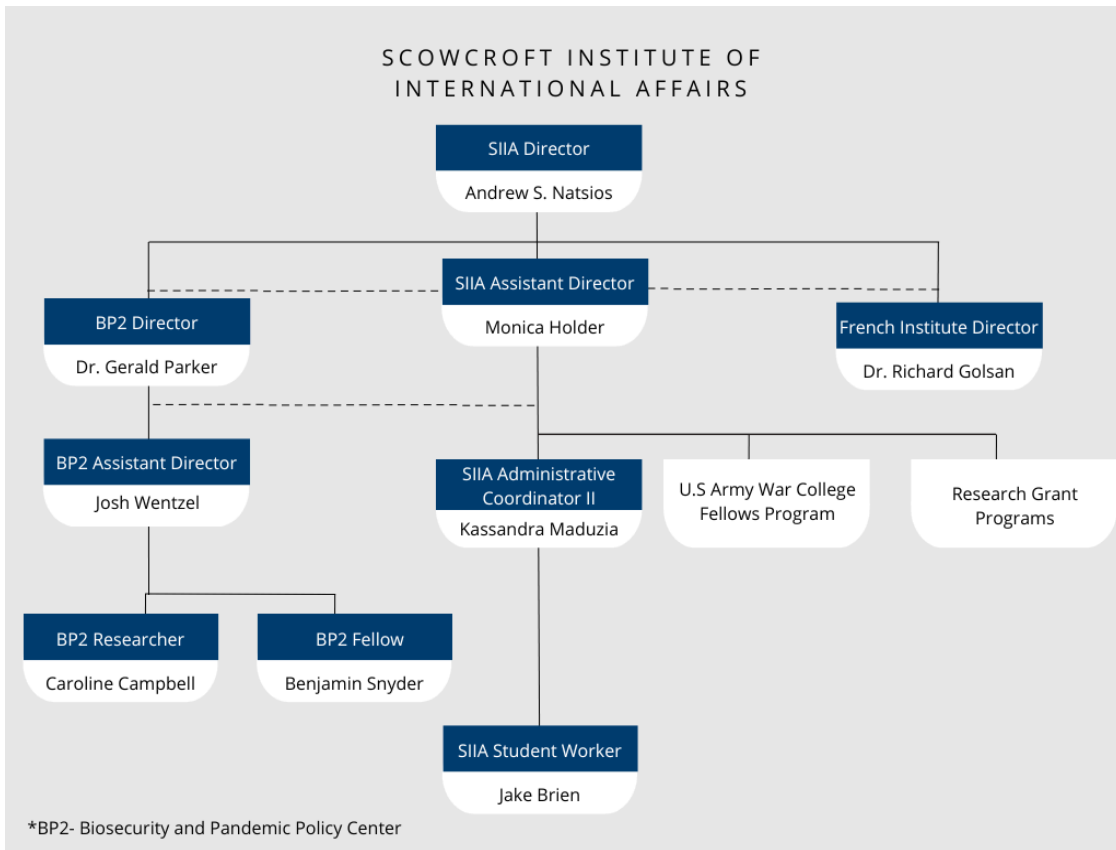 SCOWCROFT INSTITUTE OF
INTERNATIONAL AFFAIRS
SIIA Director
Andrew S. Natsios
SIIA Assistant Director
Monica Holder
BP2 Director
Dr. Gerald Parker
French Institute Director
Dr. Richard Golsan
BP2 Assistant Director
Josh Wentzel
SIIA Administrative
Coordinator II
Kassandra Maduzia
U.S Army War College
Fellows Program
Research Grant
Programs
BP2 Researcher
Caroline Campbell
BP2 Fellow
Benjamin Snyder
SIIA Student Worker
Jake Brien
*BP2- Biosecurity and Pandemic Policy Center